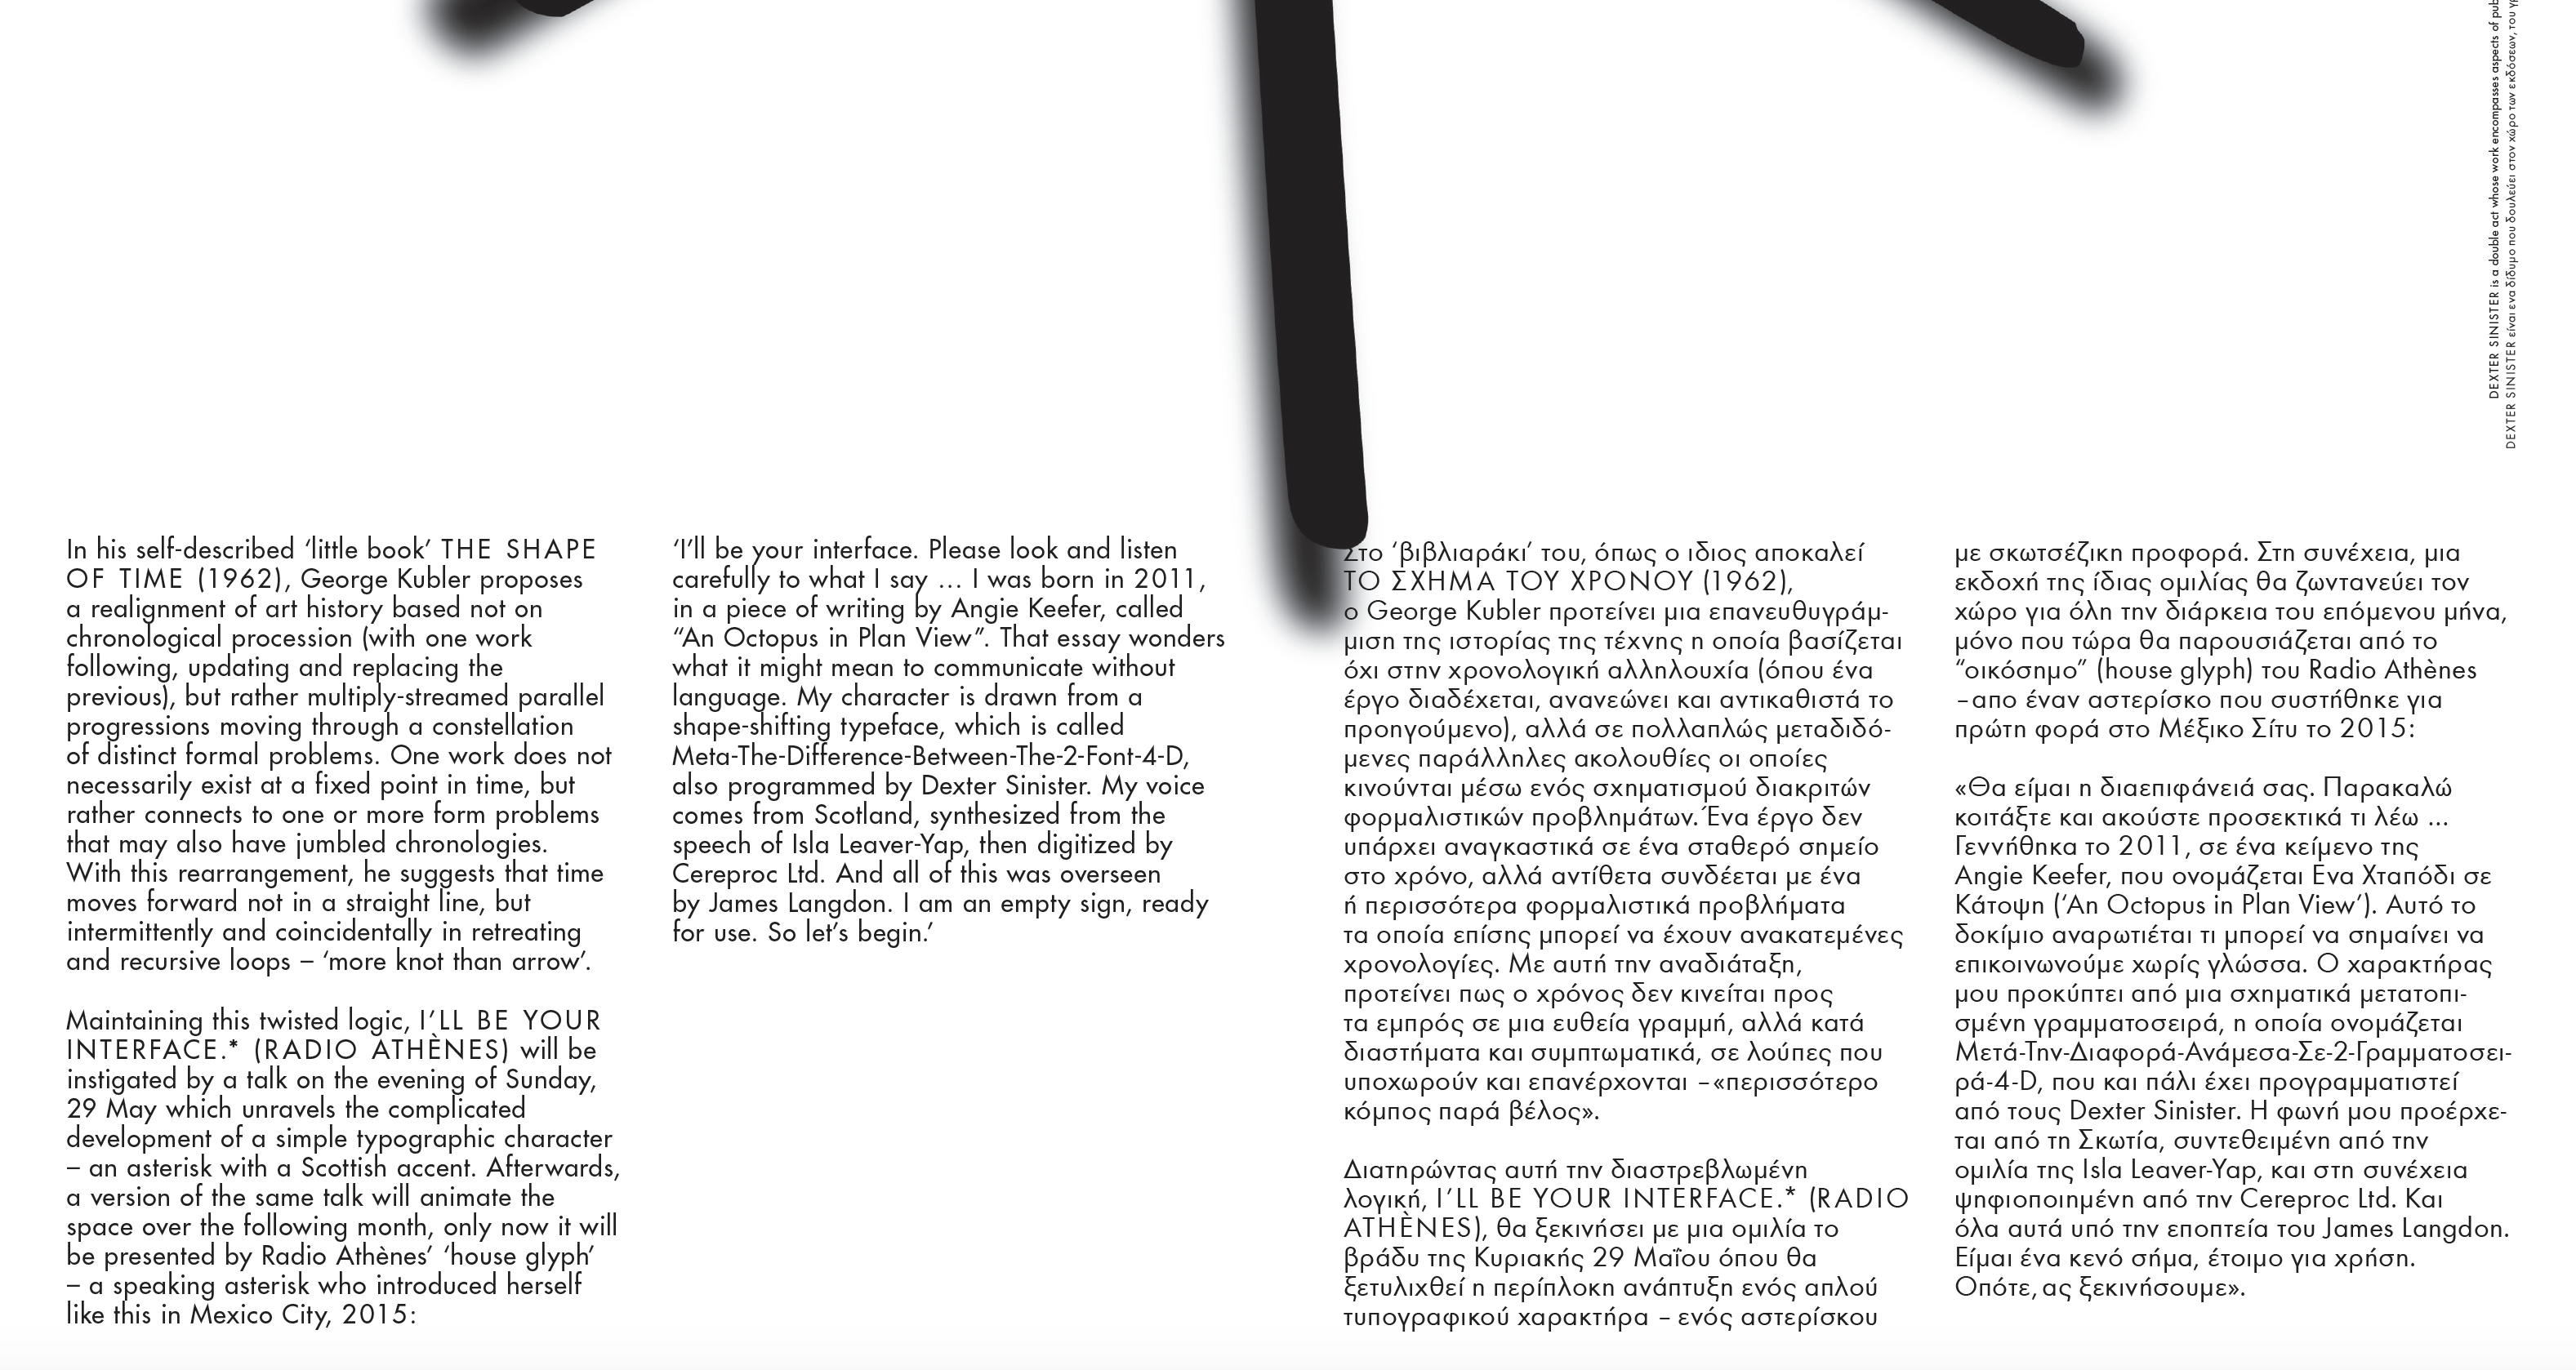 In his self-described ‘little book’ THE SHAPE
OF TIME (1962), George Kubler proposes
a realignment of art history based not on
chronological procession (with one work
following, updating and replacing the
previous), but rather multiply-streamed parallel
progressions moving through a constellation
of distinct formal problems. One work does not
necessarily exist at a fixed point in time, but
rather connects to one or more form problems
that may also have jumbled chronologies.
With this rearrangement, he suggests that time
moves forward not in a straight line, but
intermittently and coincidentally in retreating
and recursive loops – ‘more knot than arrow’.
Maintaining this twisted logic, I’LL BE YOUR
INTERFACE.* (RADIO ATHÈNES) will be
instigated by a talk on the evening of Sunday,
29 May which unravels the complicated
development of a simple typographic character
– an asterisk with a Scottish accent. Afterwards,
a version of the same talk will animate the
space over the following month, only now it will
be presented by Radio Athènes’ ‘house glyph’
– a speaking asterisk who introduced herself
like this in Mexico City, 2015:
‘I’ll be your interface. Please look and listen
carefully to what I say … I was born in 2011,
in a piece of writing by Angie Keefer, called
“An Octopus in Plan View”. That essay wonders
what it might mean to communicate without
language. My character is drawn from a
shape-shifting typeface, which is called
Meta-The-Difference-Between-The-2-Font-4-D,
also programmed by Dexter Sinister. My voice
comes from Scotland, synthesized from the
speech of Isla Leaver-Yap, then digitized by
Cereproc Ltd. And all of this was overseen
by James Langdon. I am an empty sign, ready
for use. So let’s begin.’
Στο ‘βιβλιαράκι’ του, όπως ο ιδιος αποκαλεί
ΤΟ ΣΧΗΜΑ ΤΟΥ ΧΡΟΝΟΥ (1962),
ο George Kubler προτείνει μια επανευθυγράμ-
μιση της ιστορίας της τέχνης η οποία βασίζεται
όχι στην χρονολογική αλληλουχία (όπου ένα
έργο διαδέχεται, ανανεώνει και αντικαθιστά το
προηγούμενο), αλλά σε πολλαπλώς μεταδιδό-
μενες παράλληλες ακολουθίες οι οποίες
κινούνται μέσω ενός σχηματισμού διακριτών
φορμαλιστικών προβλημάτων. Ένα έργο δεν
υπάρχει αναγκαστικά σε ένα σταθερό σημείο
στο χρόνο, αλλά αντίθετα συνδέεται με ένα
ή περισσότερα φορμαλιστικά προβλήματα
τα οποία επίσης μπορεί να έχουν ανακατεμένες
χρονολογίες. Με αυτή την αναδιάταξη,
προτείνει πως ο χρόνος δεν κινείται προς
τα εμπρός σε μια ευθεία γραμμή, αλλά κατά
διαστήματα και συμπτωματικά, σε λούπες που
υποχωρούν και επανέρχονται –«περισσότερο
κόμπος παρά βέλος».
Διατηρώντας αυτή την διαστρεβλωμένη
λογική, I’LL BE YOUR INTERFACE.* (RADIO
ATHÈNES), θα ξεκινήσει με μια ομιλία το
βράδυ της Κυριακής 29 Μαΐου όπου θα
ξετυλιχθεί η περίπλοκη ανάπτυξη ενός απλού
τυπογραφικού χαρακτήρα – ενός αστερίσκου
με σκωτσέζικη προφορά. Στη συνέχεια, μια
εκδοχή της ίδιας ομιλίας θα ζωντανεύει τον
χώρο για όλη την διάρκεια του επόμενου μήνα,
μόνο που τώρα θα παρουσιάζεται από το
“οικόσημο” (house glyph) του Radio Athènes
–απο έναν αστερίσκο που συστήθηκε για
πρώτη φορά στο Μέξικο Σίτυ το 2015:
«Θα είμαι η διαεπιφάνειά σας. Παρακαλώ
κοιτάξτε και ακούστε προσεκτικά τι λέω ...
Γεννήθηκα το 2011, σε ένα κείμενο της
Angie Keefer, που ονομάζεται Ενα Χταπόδι σε
Κάτοψη (‘An Octopus in Plan View’). Αυτό το
δοκίμιο αναρωτιέται τι μπορεί να σημαίνει να
επικοινωνούμε χωρίς γλώσσα. Ο χαρακτήρας
μου προκύπτει από μια σχηματικά μετατοπι-
σμένη γραμματοσειρά, η οποία ονομάζεται
Μετά-Την-Διαφορά-Ανάμεσα-Σε-2-Γραμματοσει-
ρά-4-D, που και πάλι έχει προγραμματιστεί
από τους Dexter Sinister. Η φωνή μου προέρχε-
ται από τη Σκωτία, συντεθειμένη από την
ομιλία της Isla Leaver-Yap, και στη συνέχεια
ψηφιοποιημένη από την Cereproc Ltd. Και
όλα αυτά υπό την εποπτεία του James Langdon.
Είμαι ένα κενό σήμα, έτοιμο για χρήση.
Οπότε, ας ξεκινήσουμε».
DEXTER SINISTER is a double act whose work encompasses aspects of
DEXTER SINISTER είναι ενα δίδυμο που δουλεύει στον χώρο των εκδόσεων, του